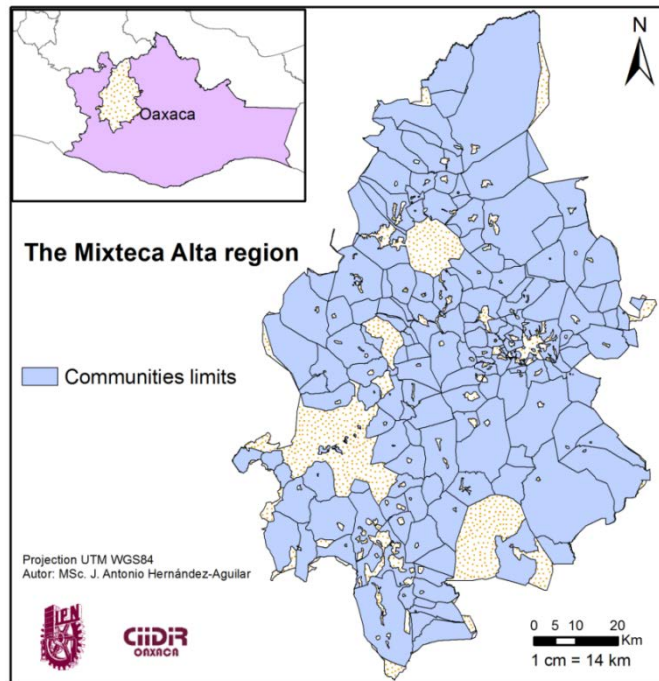 Oaxaca
N
The Mixteca Alta region
Communities limits
Projection UTM WGS84
Autor: MSc. J. Antonio Hernández-Aguilar
IPN
CIIDIR
OAXACA
0 5 10 20
Km
1 cm = 14 km